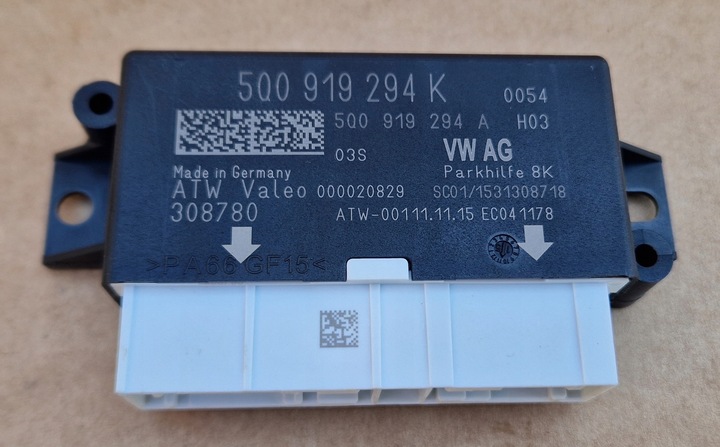 5Q0 919 294 K 0054
5Q0 919 294 A H03
03S VW AG
Made in Germany Parkhilfe 8K
ATW Valeo 000020829 SC01/1531308718
308780 ATW-00111.11.15 EC041178
>PA66 GF15<